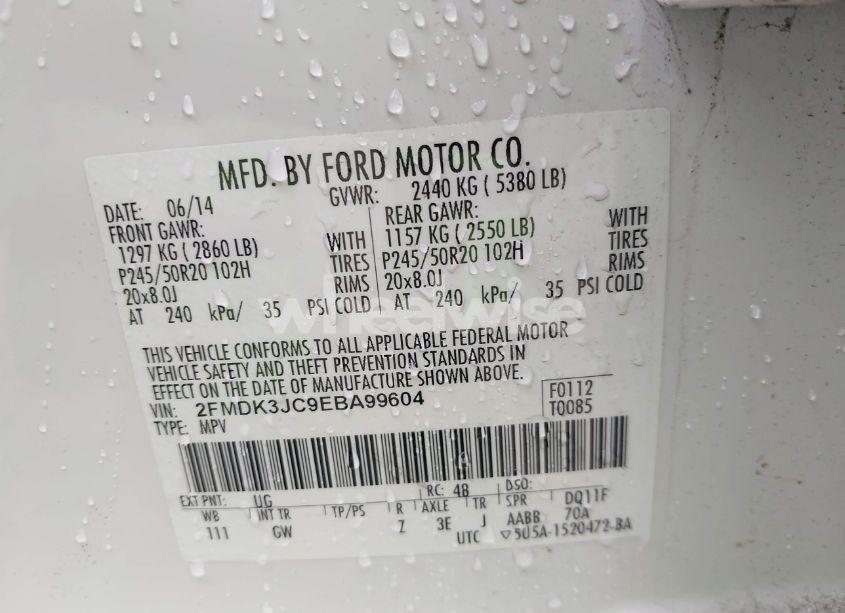 MFD. BY FORD MOTOR CO.
DATE: 06/14 GVWR: 2440 KG ( 5380 LB)
FRONT GAWR: REAR GAWR:
1297 KG ( 2860 LB) WITH 1157 KG ( 2550 LB) WITH
P245/50R20 102H TIRES P245/50R20 102H TIRES
20x8.0J RIMS 20x8.0J RIMS
AT 240 kPa/ 35 PSI COLD AT 240 kPa/ 35 PSI COLD
wheelwise
THIS VEHICLE CONFORMS TO ALL APPLICABLE FEDERAL MOTOR
VEHICLE SAFETY AND THEFT PREVENTION STANDARDS IN
EFFECT ON THE DATE OF MANUFACTURE SHOWN ABOVE.
VIN: 2FMDK3JC9EBA99604 F0112
TYPE: MPV T0085
EXT PNT: UG RC: 48 DSO:
WB INT TR TP/PS R AXLE TR SPR DQ11F
111 GW Z 3E J AABB 70A
UTC ▽505A-1520472-BA